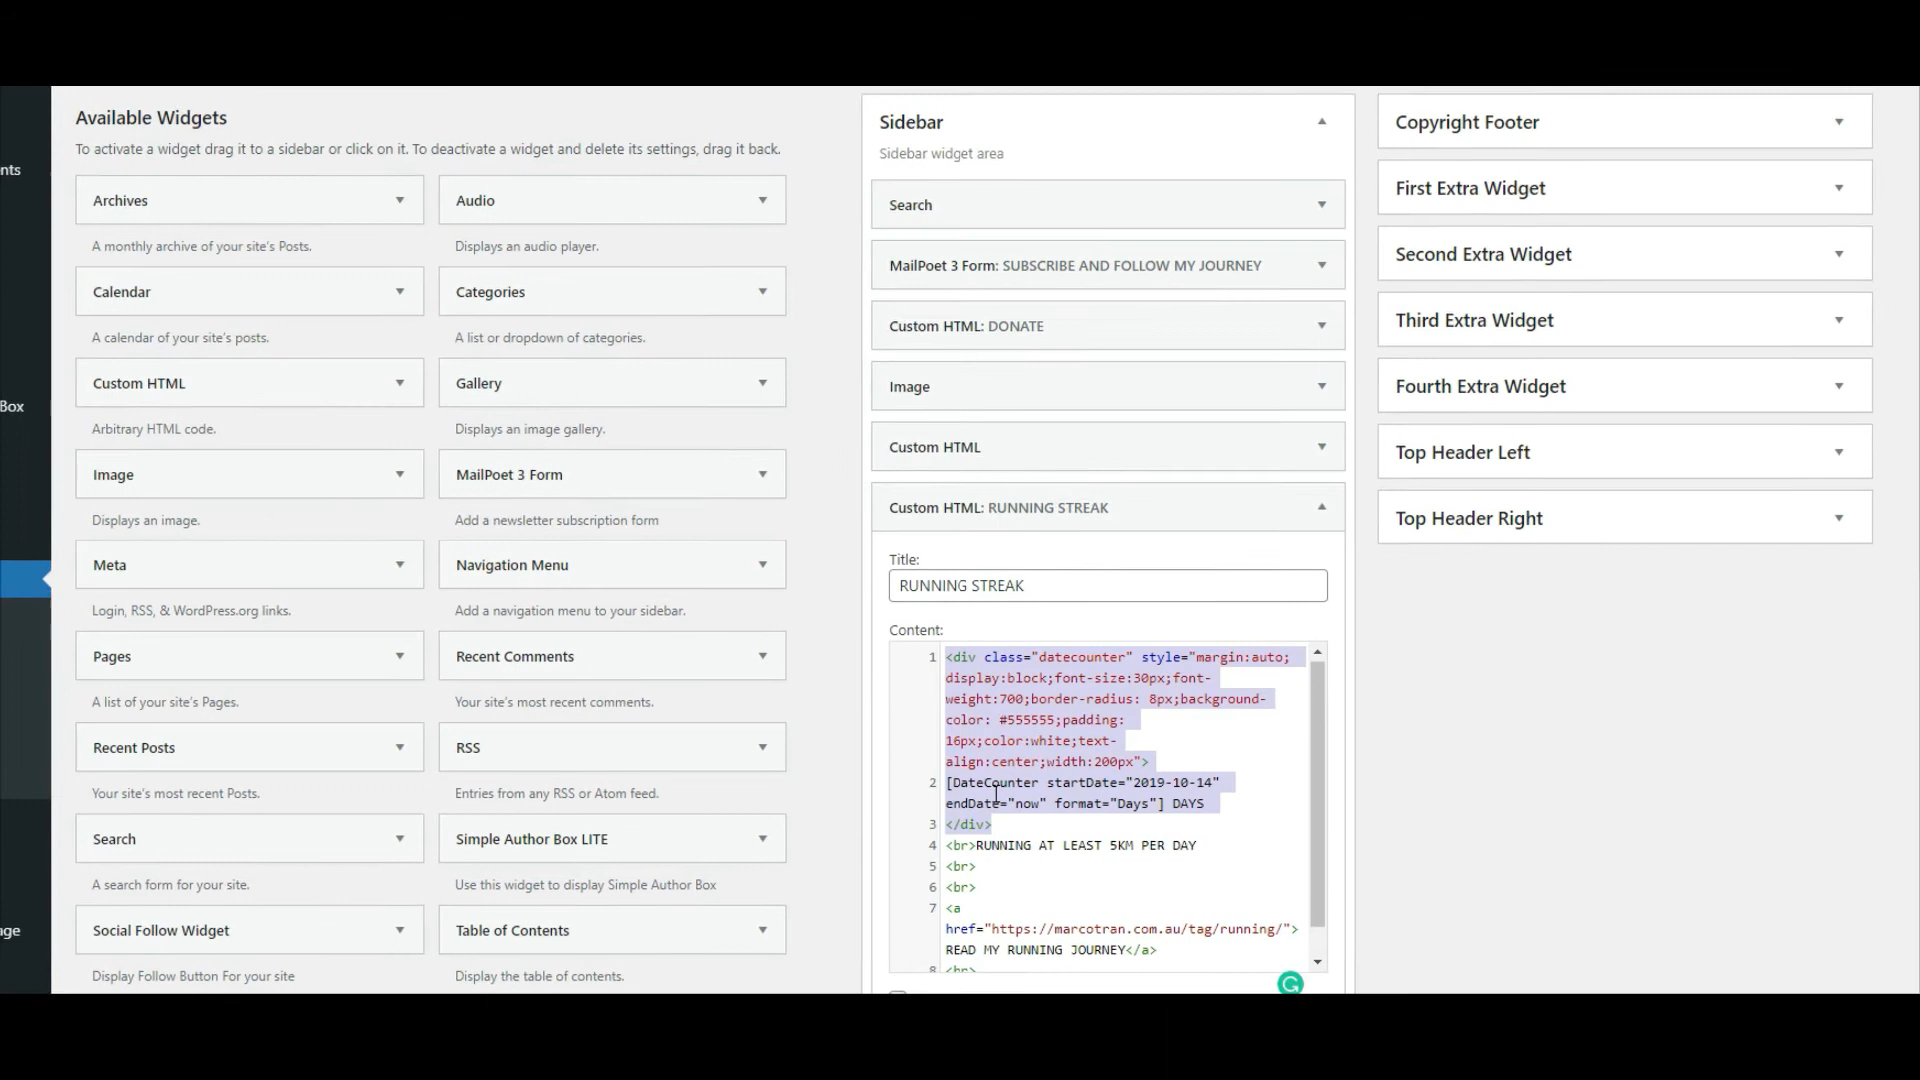 nts
Box
age
Available Widgets
To activate a widget drag it to a sidebar or click on it. To deactivate a widget and delete its settings, drag it back.
Archives
A monthly archive of your site's Posts.
Audio
Displays an audio player.
Calendar
A calendar of your site's posts.
Categories
A list or dropdown of categories.
Custom HTML
Arbitrary HTML code.
Gallery
Displays an image gallery.
Image
Displays an image.
MailPoet 3 Form
Add a newsletter subscription form
Meta
Login, RSS, & WordPress.org links.
Navigation Menu
Add a navigation menu to your sidebar.
Pages
A list of your site's Pages.
Recent Comments
Your site's most recent comments.
Recent Posts
Your site's most recent Posts.
RSS
Entries from any RSS or Atom feed.
Search
A search form for your site.
Simple Author Box LITE
Use this widget to display Simple Author Box
Social Follow Widget
Display Follow Button For your site
Table of Contents
Display the table of contents.
Sidebar
Sidebar widget area
Search
MailPoet 3 Form: SUBSCRIBE AND FOLLOW MY JOURNEY
Custom HTML: DONATE
Image
Custom HTML
Custom HTML: RUNNING STREAK
Title:
RUNNING STREAK
Content:
1 <div class="datecounter" style="margin:auto;
display:block;font-size:30px;font-
weight:700;border-radius: 8px;background-
color: #555555;padding:
16px;color:white;text-
align:center;width:200px">
2 [DateCounter startDate="2019-10-14"
endDate="now" format="Days"] DAYS
3 </div>
4 <br>RUNNING AT LEAST 5KM PER DAY
5 <br>
6 <br>
7 <a
href="https://marcotran.com.au/tag/running/">
READ MY RUNNING JOURNEY</a>
8 <br>
Copyright Footer
First Extra Widget
Second Extra Widget
Third Extra Widget
Fourth Extra Widget
Top Header Left
Top Header Right